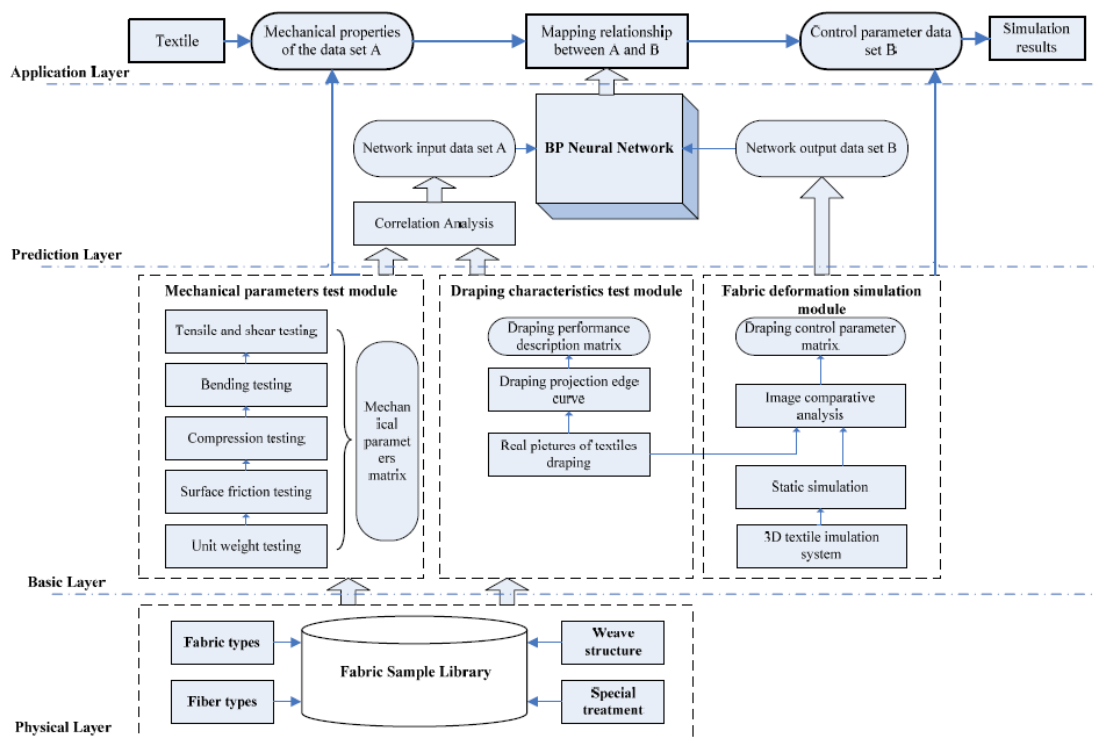 Textile
Mechanical properties
of the data set A
Mapping relationship
between A and B
Control parameter data
set B
Simulation
results
Application Layer
Network input data set A
BP Neural Network
Network output data set B
Correlation Analysis
Prediction Layer
Mechanical parameters test module
Tensile and shear testing
Bending testing
Compression testing
Surface friction testing
Unit weight testing
Mechan
ical
paramet
ers
matrix
Draping characteristics test module
Draping performance
description matrix
Draping projection edge
curve
Real pictures of textiles
draping
Fabric deformation simulation
module
Draping control parameter
matrix
Image comparative
analysis
Static simulation
3D textile imulation
system
Basic Layer
Fabric types
Fiber types
Fabric Sample Library
Weave
structure
Special
treatment
Physical Layer